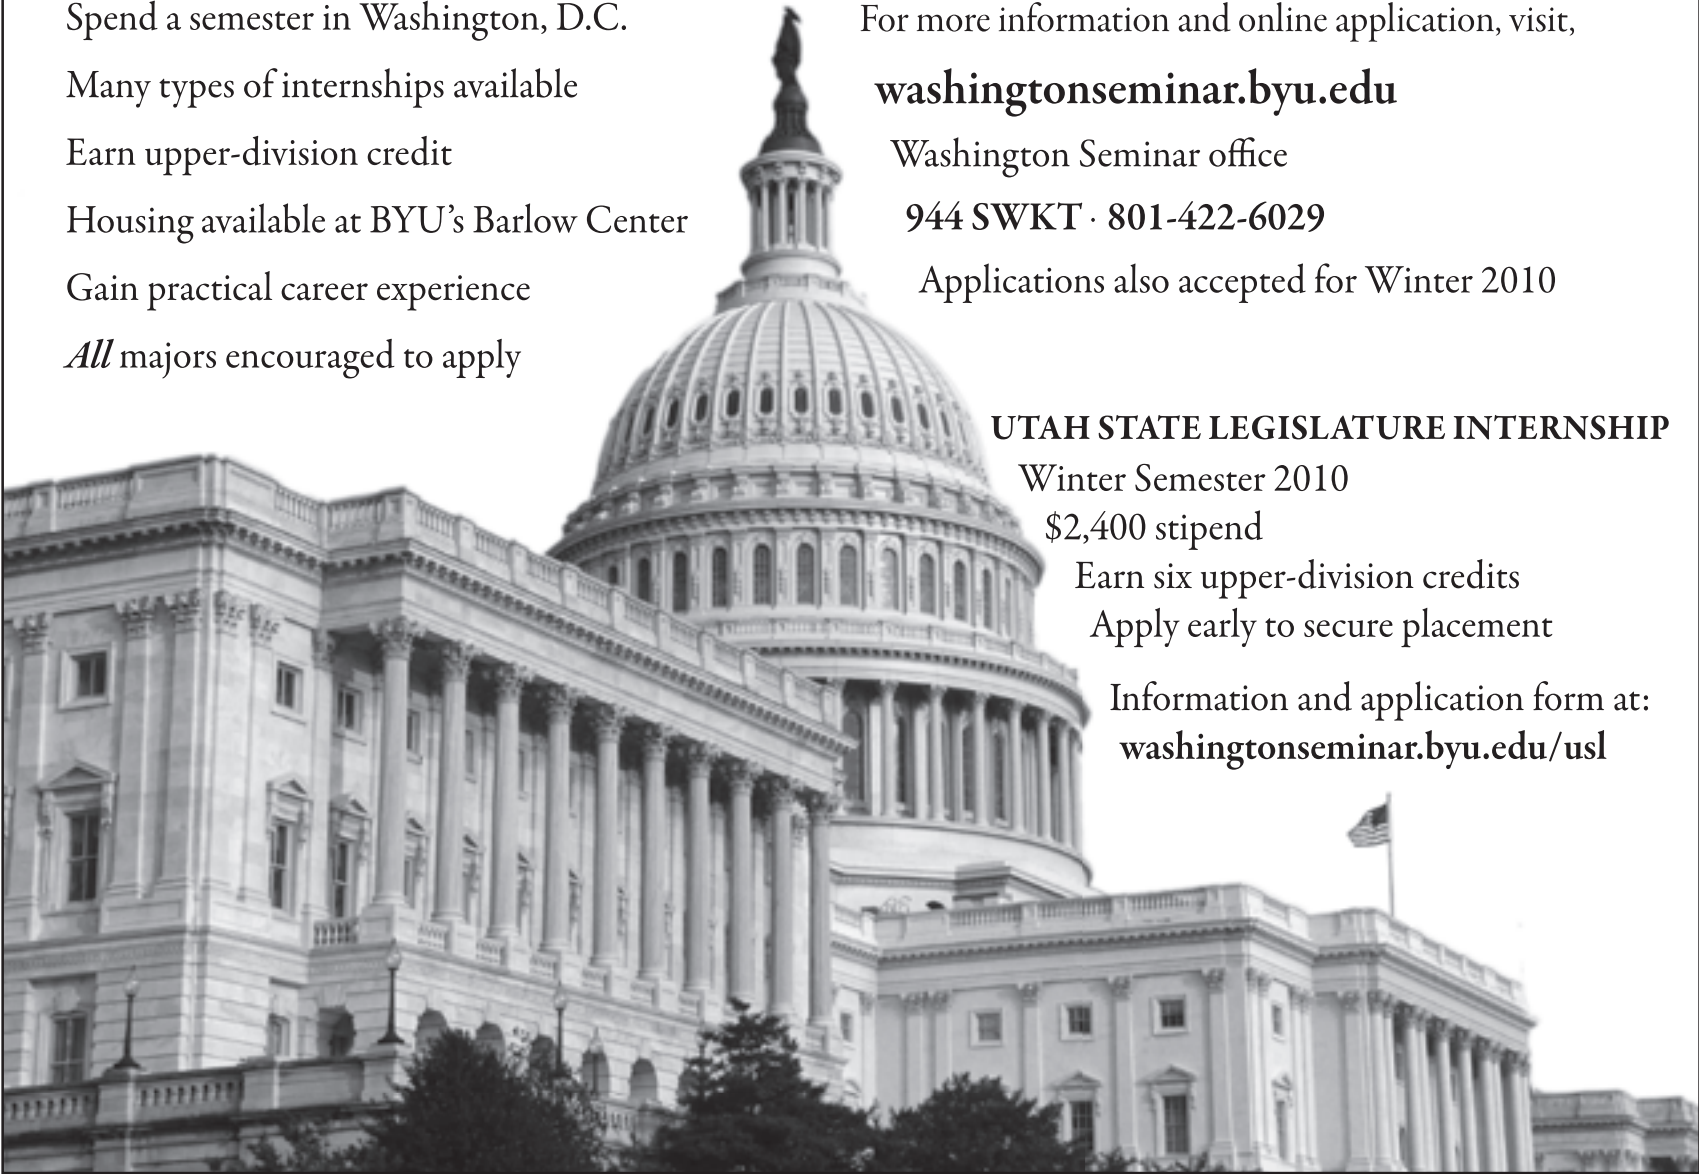 Spend a semester in Washington, D.C.
Many types of internships available
Earn upper-division credit
Housing available at BYU's Barlow Center
Gain practical career experience
All majors encouraged to apply
For more information and online application, visit,
washingtonseminar.byu.edu
Washington Seminar office
944 SWKT · 801-422-6029
Applications also accepted for Winter 2010
UTAH STATE LEGISLATURE INTERNSHIP
Winter Semester 2010
$2,400 stipend
Earn six upper-division credits
Apply early to secure placement
Information and application form at:
washingtonseminar.byu.edu/usl